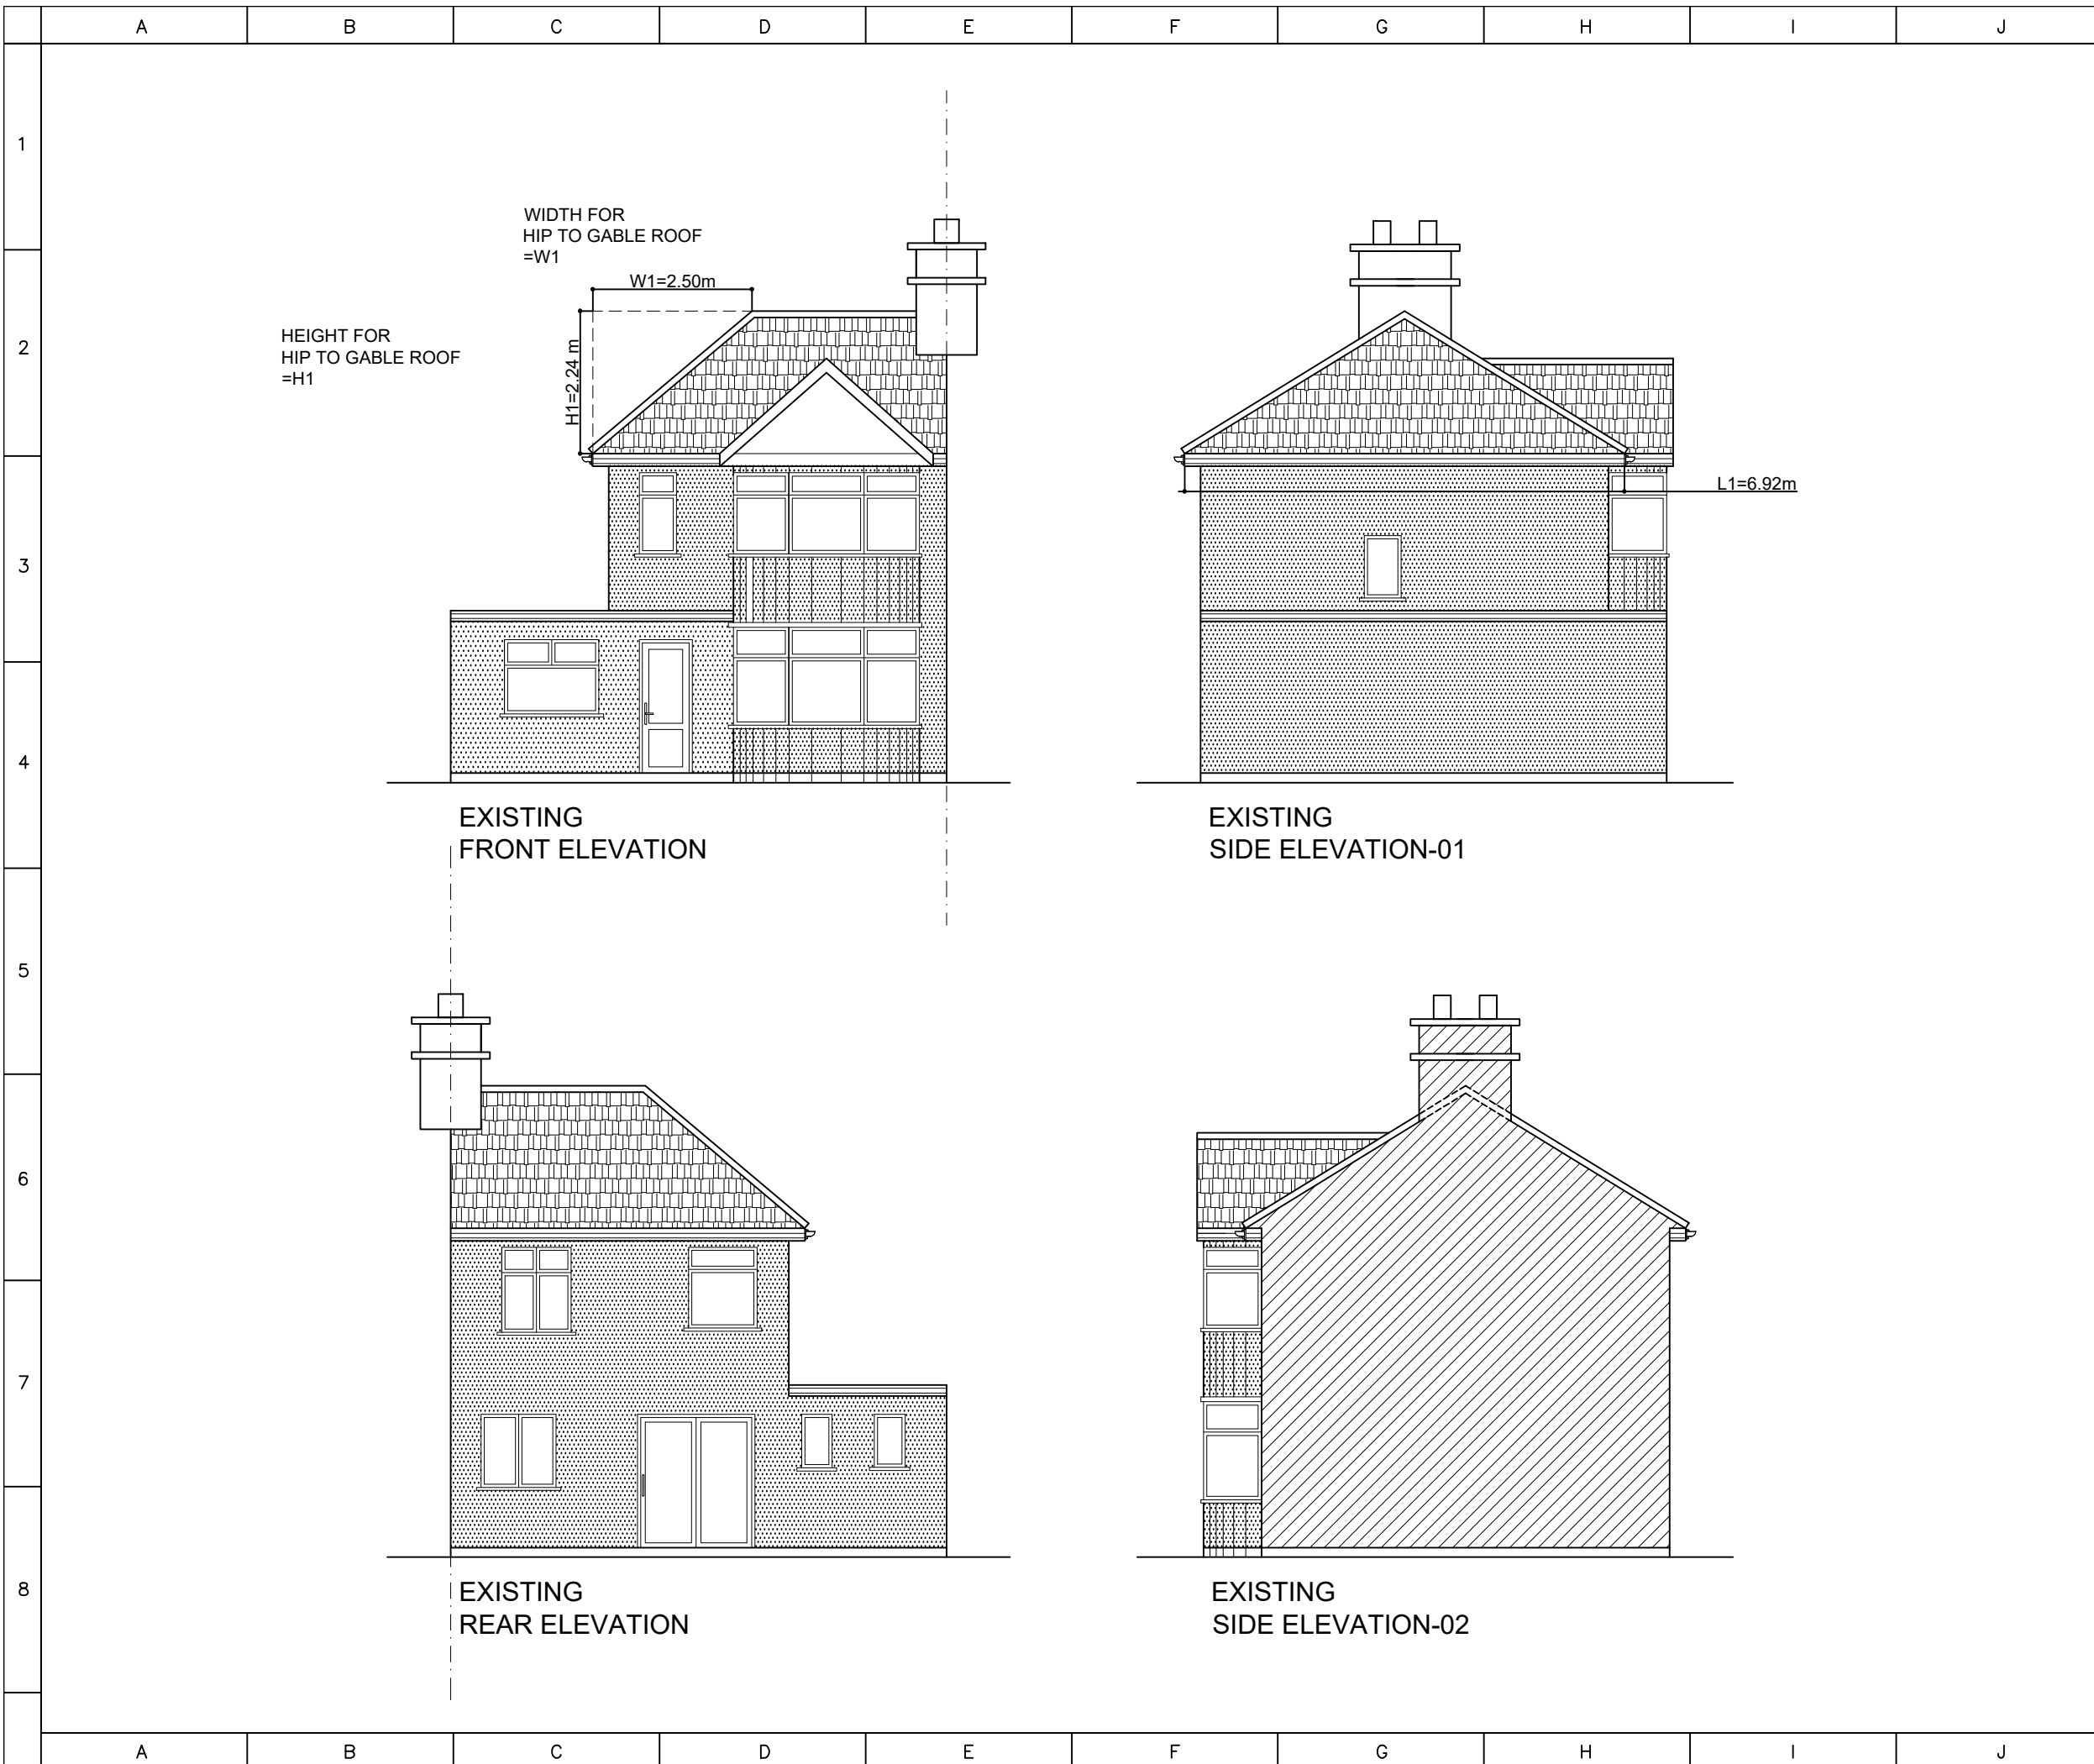 A B C D E F G H I J
1
WIDTH FOR
HIP TO GABLE ROOF
=W1
W1=2.50m
HEIGHT FOR
HIP TO GABLE ROOF
=H1
H1=2.24 m
2
L1=6.92m
3
4
EXISTING
FRONT ELEVATION
EXISTING
SIDE ELEVATION-01
5
6
7
8
EXISTING
REAR ELEVATION
EXISTING
SIDE ELEVATION-02
A B C D E F G H I J